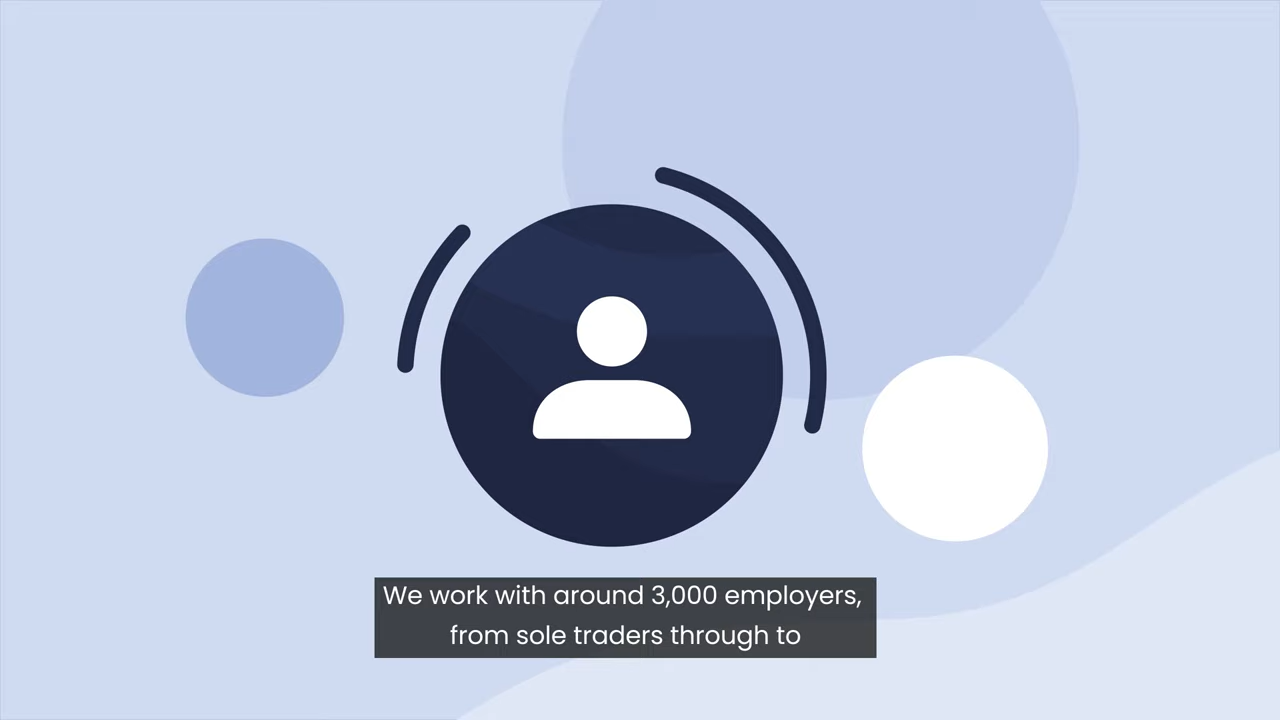 We work with around 3,000 employers,
from sole traders through to